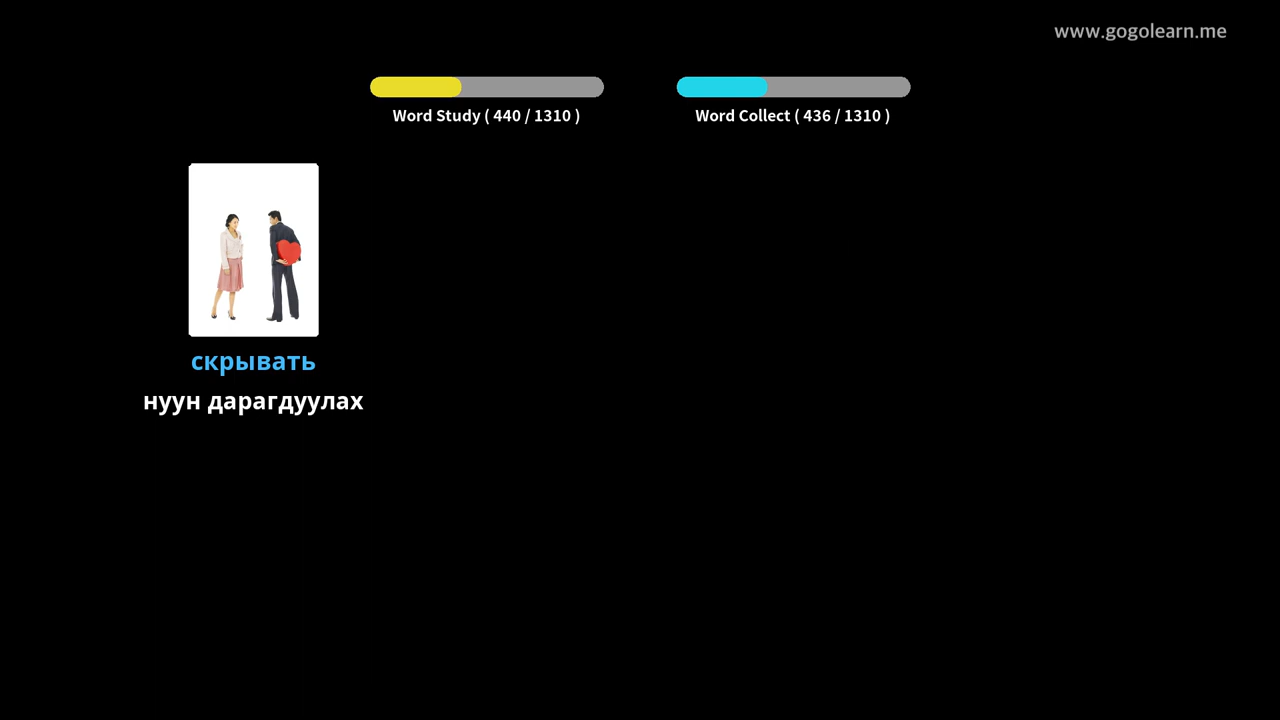 www.gogolearn.me
Word Study ( 440 / 1310 )
Word Collect ( 436 / 1310 )
скрывать
нуун дарагдуулах